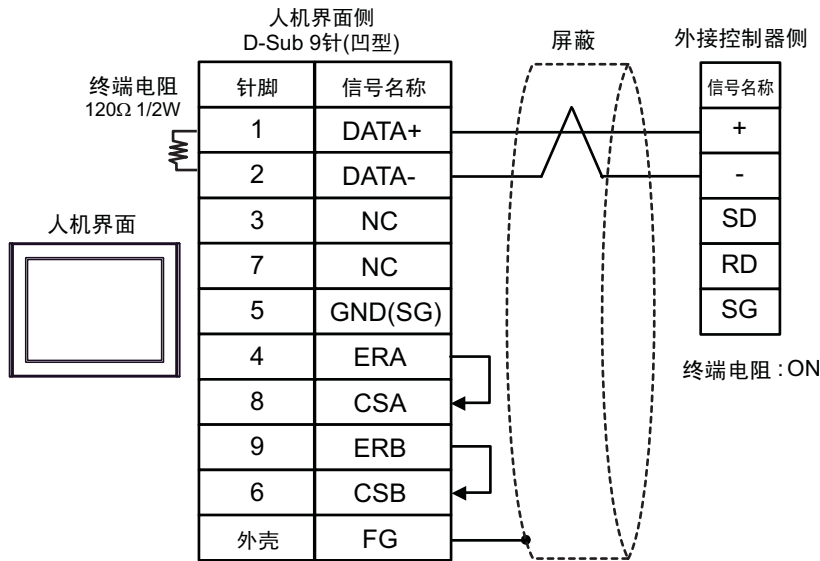 人机界面侧
D-Sub 9针(凹型)
屏蔽
外接控制器侧
终端电阻
120Ω 1/2W
针脚 信号名称
信号名称
1 DATA+
+
2 DATA-
-
人机界面
3 NC
SD
7 NC
RD
5 GND(SG)
SG
4 ERA
终端电阻 : ON
8 CSA
9 ERB
6 CSB
外壳 FG